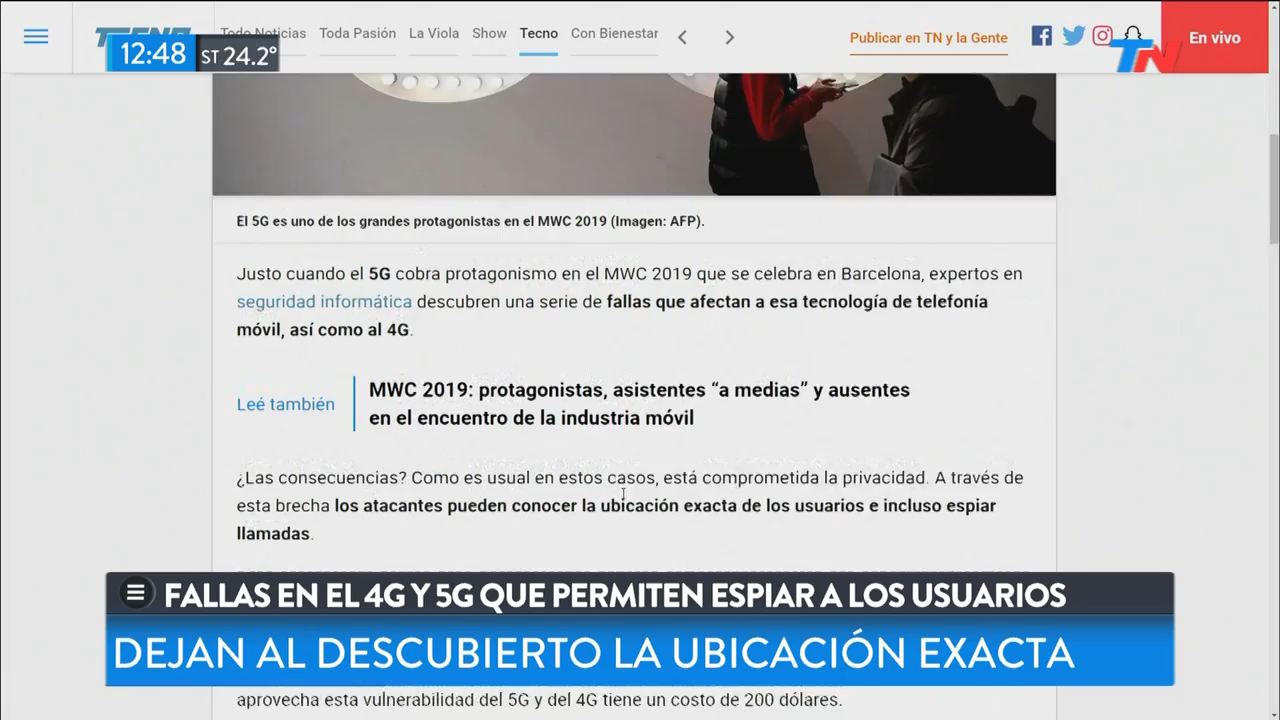 TECNO
Todo Noticias Todo Pasión La Viola Show Tecno Con Bienestar
Publicar en TN y la Gente
TN
En vivo
12:48 ST 24.2°
El 5G es uno de los grandes protagonistas en el MWC 2019 (Imagen: AFP).
Justo cuando el 5G cobra protagonismo en el MWC 2019 que se celebra en Barcelona, expertos en
seguridad informática descubren una serie de fallas que afectan a esa tecnología de telefonía
móvil, así como al 4G.
Leé también
MWC 2019: protagonistas, asistentes “a medias” y ausentes
en el encuentro de la industria móvil
¿Las consecuencias? Como es usual en estos casos, está comprometida la privacidad. A través de
esta brecha los atacantes pueden conocer la ubicación exacta de los usuarios e incluso espiar
llamadas.
FALLAS EN EL 4G Y 5G QUE PERMITEN ESPIAR A LOS USUARIOS
DEJAN AL DESCUBIERTO LA UBICACIÓN EXACTA
aprovecha esta vulnerabilidad del 5G y del 4G tiene un costo de 200 dólares.